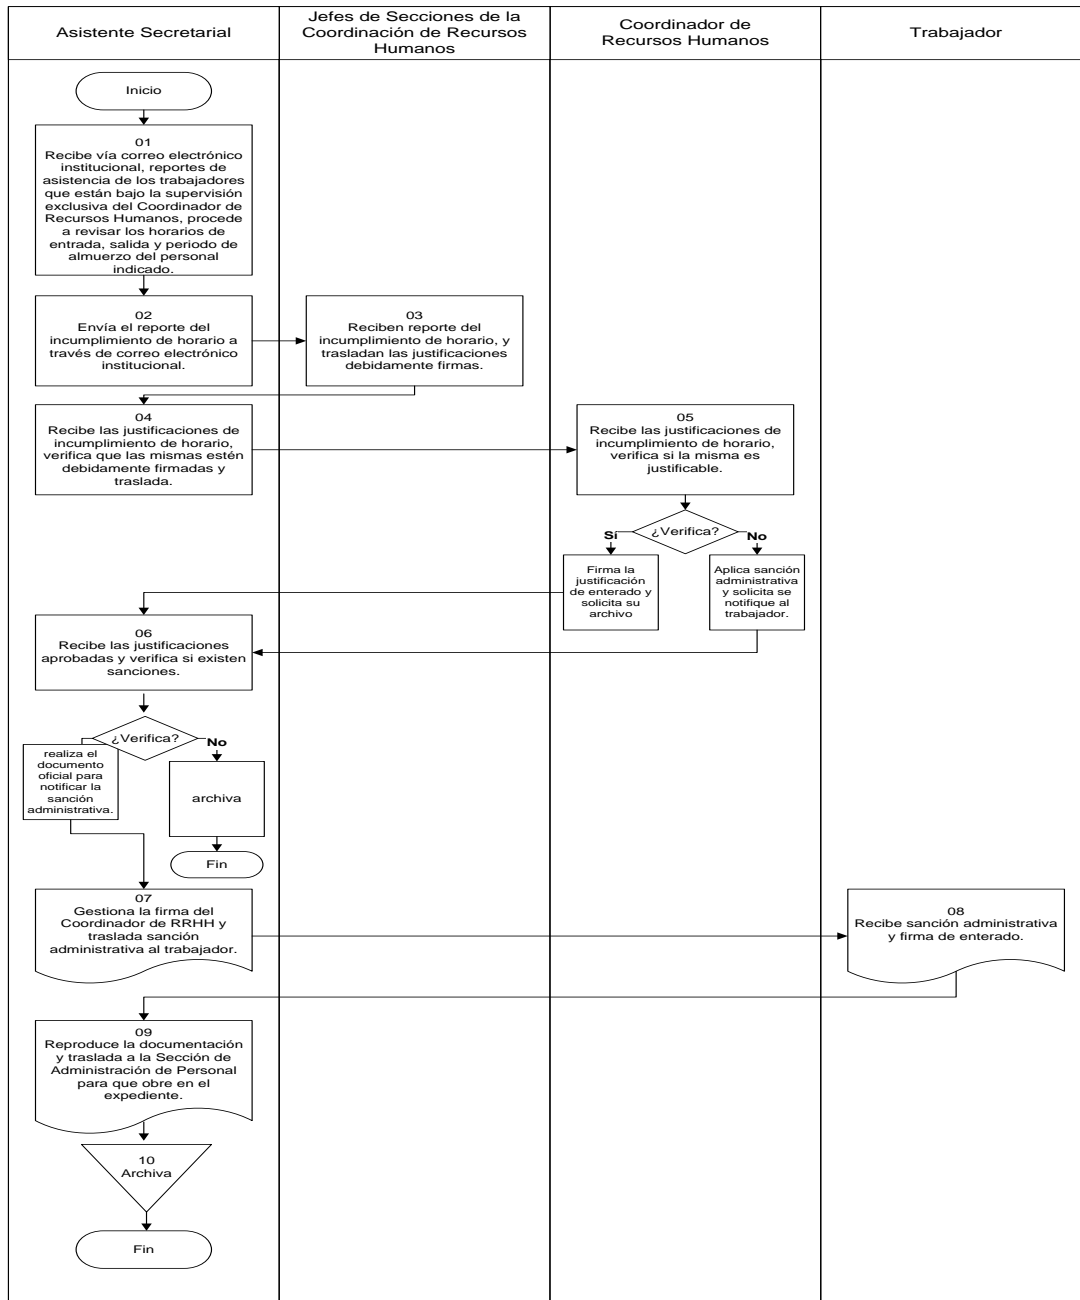 Asistente Secretarial
Jefes de Secciones de la
Coordinación de Recursos
Humanos
Coordinador de
Recursos Humanos
Trabajador
Inicio
01
Recibe vía correo electrónico
institucional, reportes de
asistencia de los trabajadores
que están bajo la supervisión
exclusiva del Coordinador de
Recursos Humanos, procede
a revisar los horarios de
entrada, salida y periodo de
almuerzo del personal
indicado.
02
Envía el reporte del
incumplimiento de horario a
través de correo electrónico
institucional.
03
Reciben reporte del
incumplimiento de horario, y
trasladan las justificaciones
debidamente firmas.
04
Recibe las justificaciones de
incumplimiento de horario,
verifica que las mismas estén
debidamente firmadas y
traslada.
05
Recibe las justificaciones de
incumplimiento de horario,
verifica si la misma es
justificable.
¿Verifica?
Sí
No
Firma la
justificación
de enterado y
solicita su
archivo
Aplica sanción
administrativa
y solicita se
notifique al
trabajador.
06
Recibe las justificaciones
aprobadas y verifica si existen
sanciones.
¿Verifica?
No
realiza el
documento
oficial para
notificar la
sanción
administrativa.
archiva
Fin
07
Gestiona la firma del
Coordinador de RRHH y
traslada sanción
administrativa al trabajador.
08
Recibe sanción administrativa
y firma de enterado.
09
Reproduce la documentación
y traslada a la Sección de
Administración de Personal
para que obre en el
expediente.
10
Archiva
Fin